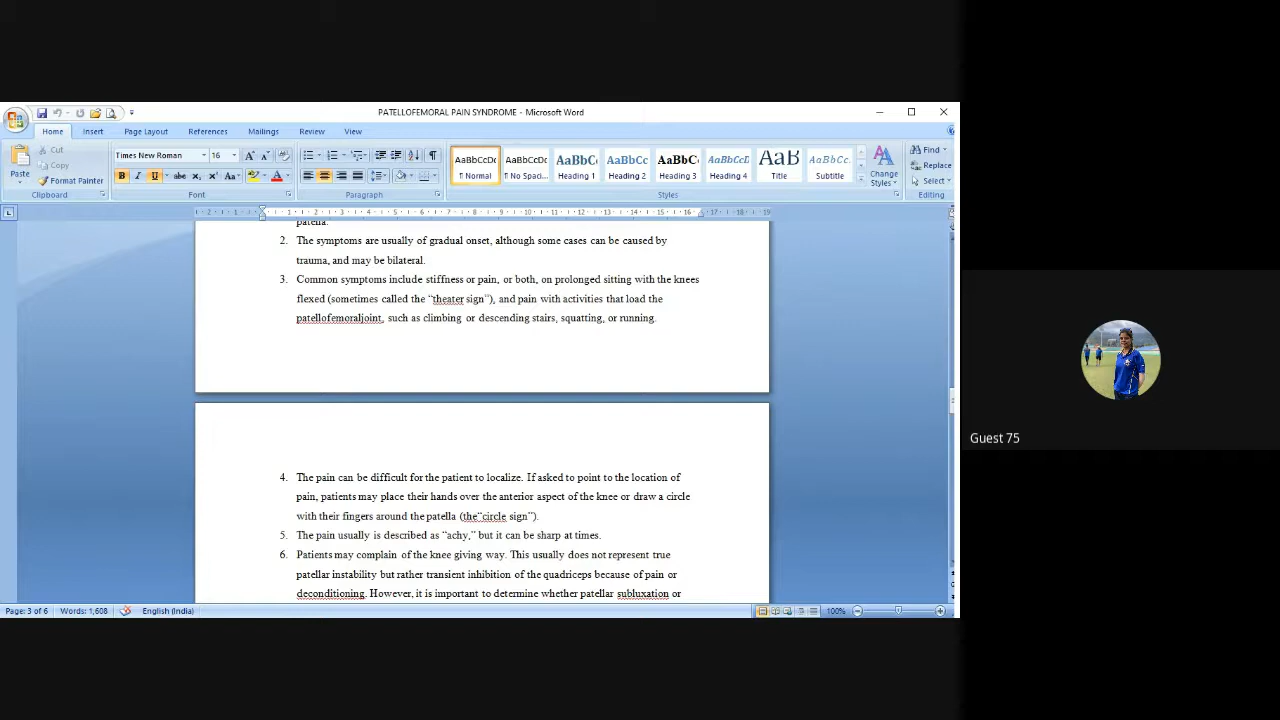 PATELLOFEMORAL PAIN SYNDROME - Microsoft Word
Home Insert Page Layout References Mailings Review View
Paste
Cut
Copy
Format Painter
Clipboard
Times New Roman 16
B I U abc x₂ x² Aa
Font
Paragraph
AaBbCcDc AaBbCcDc AaBbC AaBbCc AaBbC AaBbCcD AaB AaBbCc.
¶ Normal ¶ No Spaci... Heading 1 Heading 2 Heading 3 Heading 4 Title Subtitle
Change Styles
Styles
Find
Replace
Select
Editing
patella.
2. The symptoms are usually of gradual onset, although some cases can be caused by
trauma, and may be bilateral.
3. Common symptoms include stiffness or pain, or both, on prolonged sitting with the knees
flexed (sometimes called the “theater sign”), and pain with activities that load the
patellofemoraljoint, such as climbing or descending stairs, squatting, or running.
4. The pain can be difficult for the patient to localize. If asked to point to the location of
pain, patients may place their hands over the anterior aspect of the knee or draw a circle
with their fingers around the patella (the“circle sign”).
5. The pain usually is described as “achy,” but it can be sharp at times.
6. Patients may complain of the knee giving way. This usually does not represent true
patellar instability but rather transient inhibition of the quadriceps because of pain or
deconditioning. However, it is important to determine whether patellar subluxation or
Page: 3 of 6 Words: 1,608 English (India) 100%
Guest 75